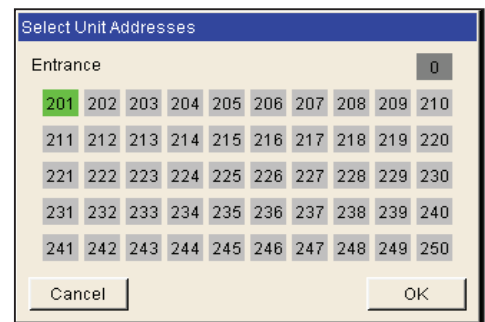 Select Unit Addresses
Entrance 0
201 202 203 204 205 206 207 208 209 210
211 212 213 214 215 216 217 218 219 220
221 222 223 224 225 226 227 228 229 230
231 232 233 234 235 236 237 238 239 240
241 242 243 244 245 246 247 248 249 250
Cancel OK